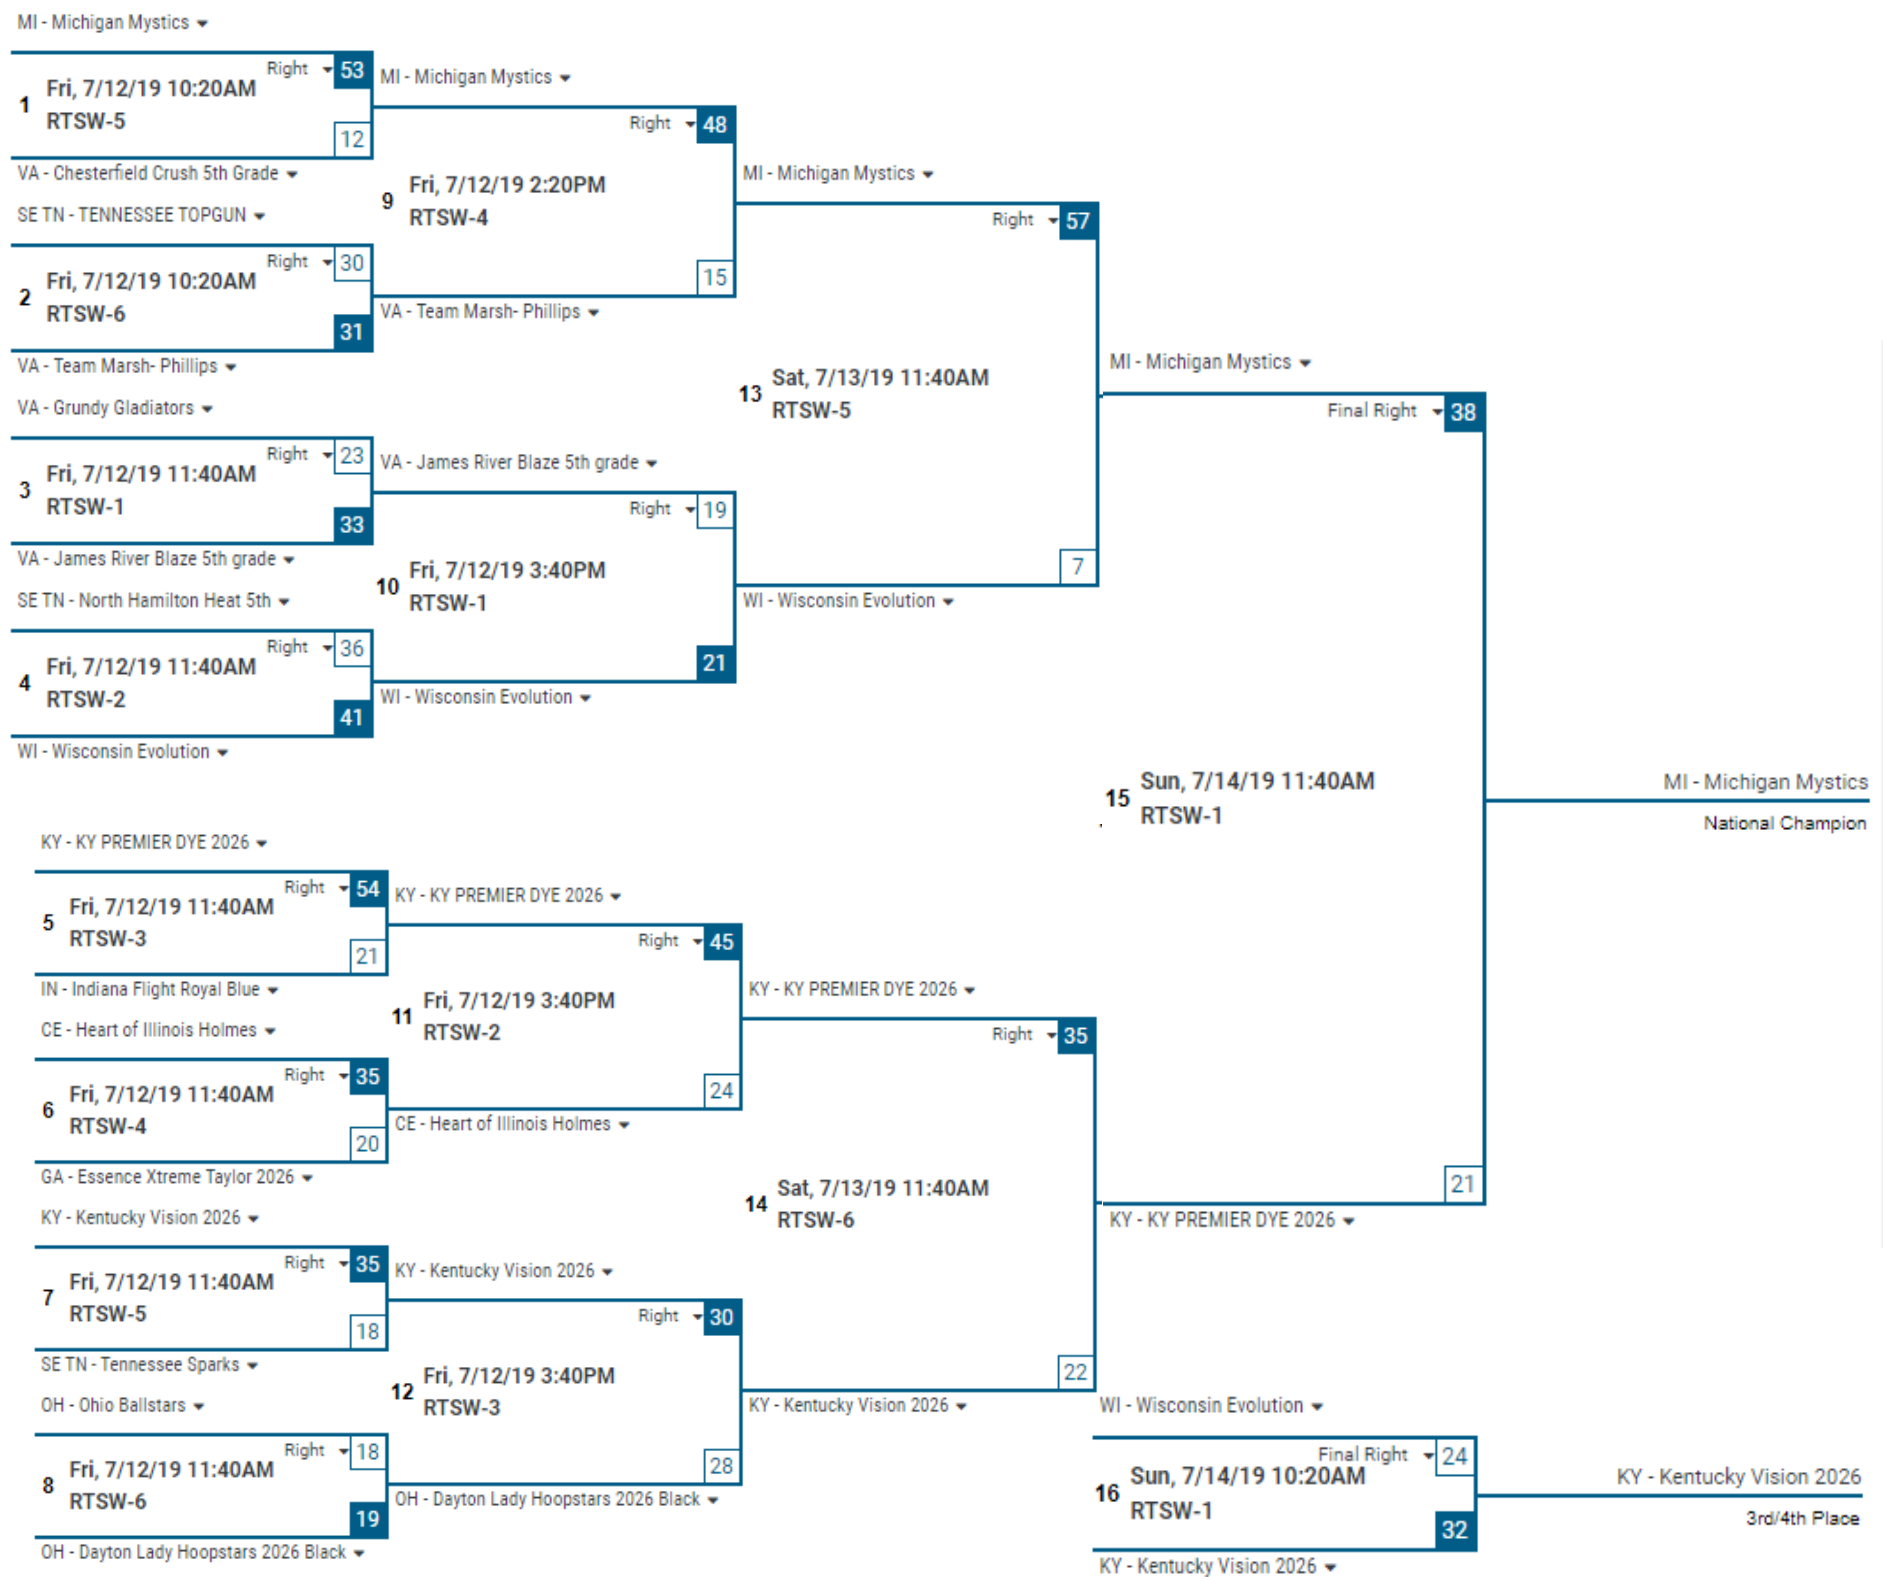 MI - Michigan Mystics
Right 53
1 Fri, 7/12/19 10:20AM
RTSW-5
12
VA - Chesterfield Crush 5th Grade
SE TN - TENNESSEE TOPGUN
Right 30
2 Fri, 7/12/19 10:20AM
RTSW-6
31
VA - Team Marsh- Phillips
VA - Grundy Gladiators
Right 23
3 Fri, 7/12/19 11:40AM
RTSW-1
33
VA - James River Blaze 5th grade
SE TN - North Hamilton Heat 5th
Right 36
4 Fri, 7/12/19 11:40AM
RTSW-2
41
WI - Wisconsin Evolution
MI - Michigan Mystics
Right 48
9 Fri, 7/12/19 2:20PM
RTSW-4
15
VA - Team Marsh- Phillips
VA - James River Blaze 5th grade
Right 19
10 Fri, 7/12/19 3:40PM
RTSW-1
21
WI - Wisconsin Evolution
MI - Michigan Mystics
Right 57
13 Sat, 7/13/19 11:40AM
RTSW-5
7
WI - Wisconsin Evolution
KY - KY PREMIER DYE 2026
Right 54
5 Fri, 7/12/19 11:40AM
RTSW-3
21
IN - Indiana Flight Royal Blue
CE - Heart of Illinois Holmes
Right 35
6 Fri, 7/12/19 11:40AM
RTSW-4
20
GA - Essence Xtreme Taylor 2026
KY - Kentucky Vision 2026
Right 35
7 Fri, 7/12/19 11:40AM
RTSW-5
18
SE TN - Tennessee Sparks
OH - Ohio Ballstars
Right 18
8 Fri, 7/12/19 11:40AM
RTSW-6
19
OH - Dayton Lady Hoopstars 2026 Black
KY - KY PREMIER DYE 2026
Right 45
11 Fri, 7/12/19 3:40PM
RTSW-2
24
CE - Heart of Illinois Holmes
KY - Kentucky Vision 2026
Right 30
12 Fri, 7/12/19 3:40PM
RTSW-3
28
OH - Dayton Lady Hoopstars 2026 Black
KY - KY PREMIER DYE 2026
Right 35
14 Sat, 7/13/19 11:40AM
RTSW-6
22
KY - Kentucky Vision 2026
MI - Michigan Mystics
Final Right 38
15 Sun, 7/14/19 11:40AM
RTSW-1
21
KY - KY PREMIER DYE 2026
MI - Michigan Mystics
National Champion
WI - Wisconsin Evolution
Final Right 24
16 Sun, 7/14/19 10:20AM
RTSW-1
32
KY - Kentucky Vision 2026
KY - Kentucky Vision 2026
3rd/4th Place